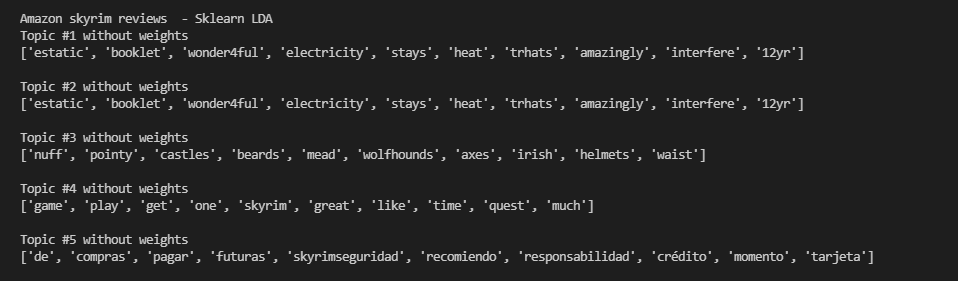 Amazon skyrim reviews  - Sklearn LDA
Topic #1 without weights
['estatic', 'booklet', 'wonder4ful', 'electricity', 'stays', 'heat', 'trhats', 'amazingly', 'interfere', '12yr']
Topic #2 without weights
['estatic', 'booklet', 'wonder4ful', 'electricity', 'stays', 'heat', 'trhats', 'amazingly', 'interfere', '12yr']
Topic #3 without weights
['nuff', 'pointy', 'castles', 'beards', 'mead', 'wolfhounds', 'axes', 'irish', 'helmets', 'waist']
Topic #4 without weights
['game', 'play', 'get', 'one', 'skyrim', 'great', 'like', 'time', 'quest', 'much']
Topic #5 without weights
['de', 'compras', 'pagar', 'futuras', 'skyrimseguridad', 'recomiendo', 'responsabilidad', 'crédito', 'momento', 'tarjeta']